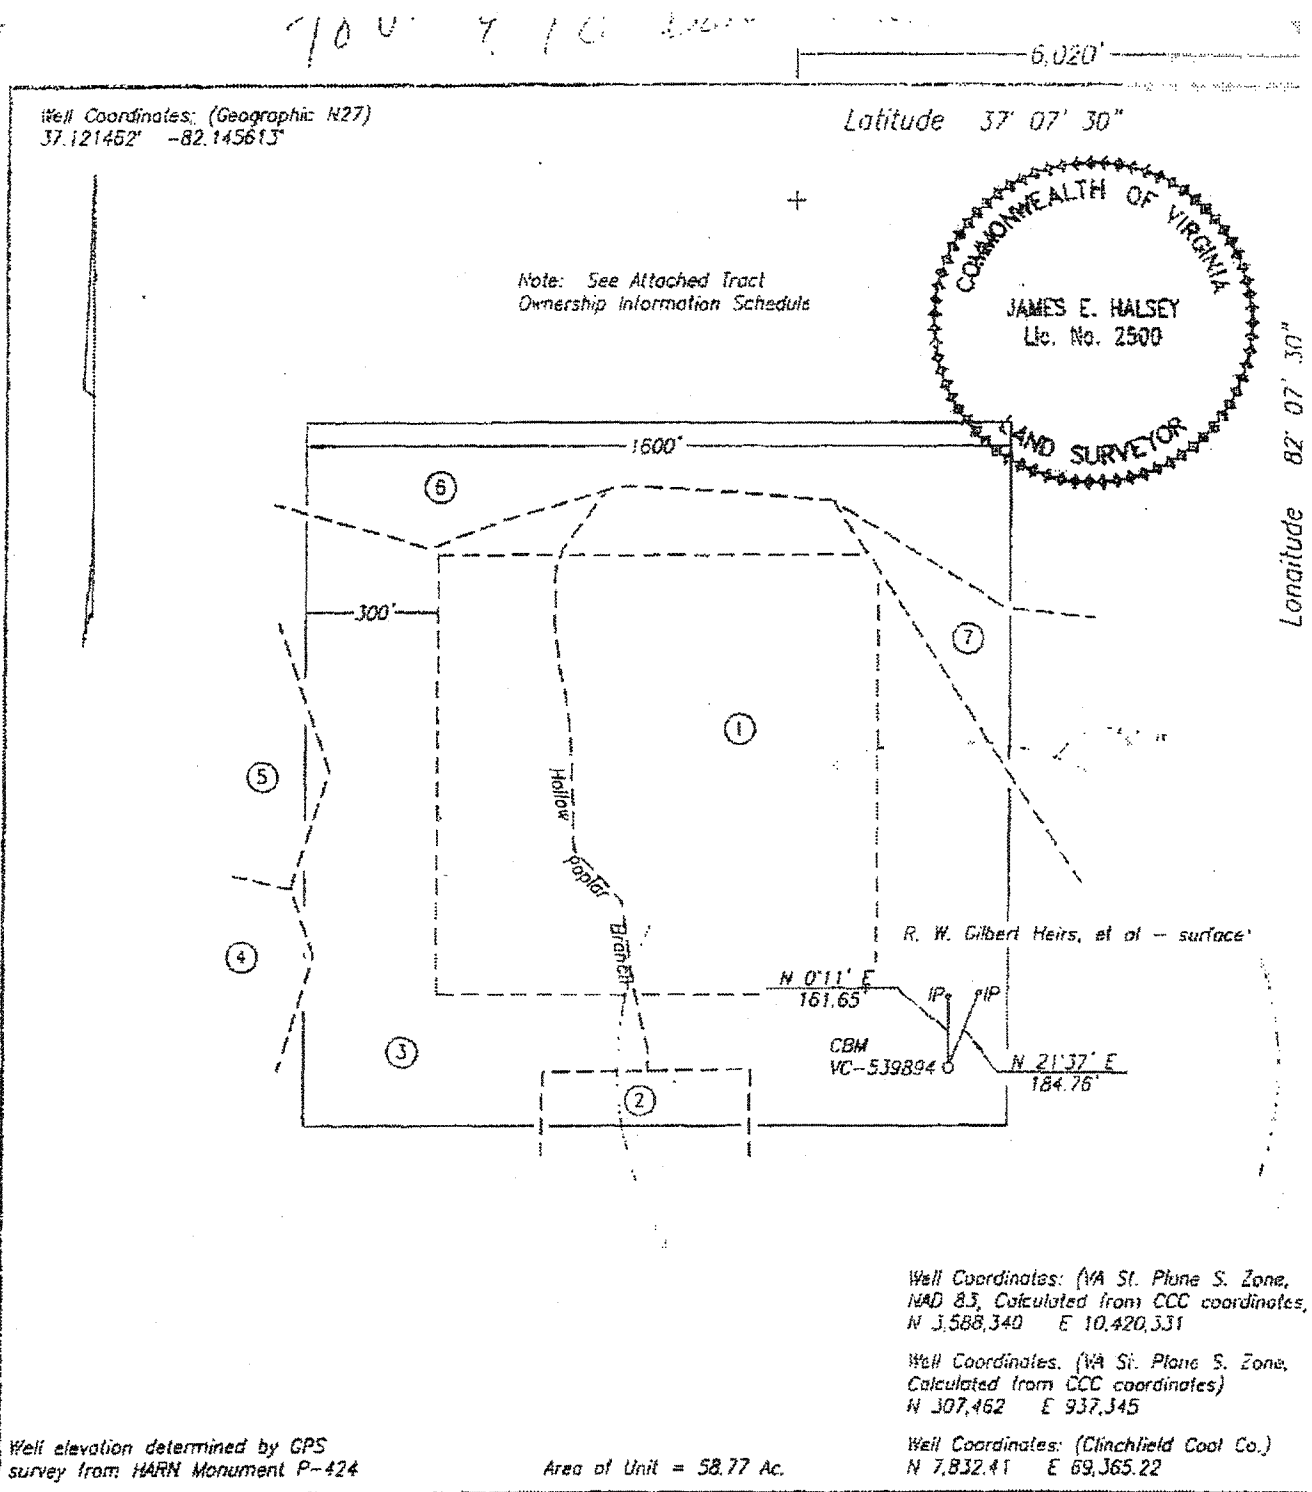 6,020'
Well Coordinates: (Geographic N27)
37.121462° -82.145613°
Latitude 37° 07' 30"
COMMONWEALTH OF VIRGINIA
JAMES E. HALSEY
Lic. No. 2500
LAND SURVEYOR
Note: See Attached Tract
Ownership Information Schedule
Longitude 82° 07' 30"
1600'
6
300'
7
1
5
Hollow
Poplar
Branch
4
R. W. Gilbert Heirs, et al - surface
N 0°11' E
161.65'
IP
IP
3
CBM
VC-539894
N 21°37' E
184.76'
2
Well Coordinates: (VA St. Plane S. Zone,
NAD 83, Calculated from CCC coordinates,
N 3,588,340 E 10,420,331
Well Coordinates: (VA St. Plane S. Zone,
Calculated from CCC coordinates)
N 307,462 E 937,345
Well elevation determined by GPS
survey from HARN Monument P-424
Area of Unit = 58.77 Ac.
Well Coordinates: (Clinchfield Coal Co.)
N 7,832.41 E 69,365.22